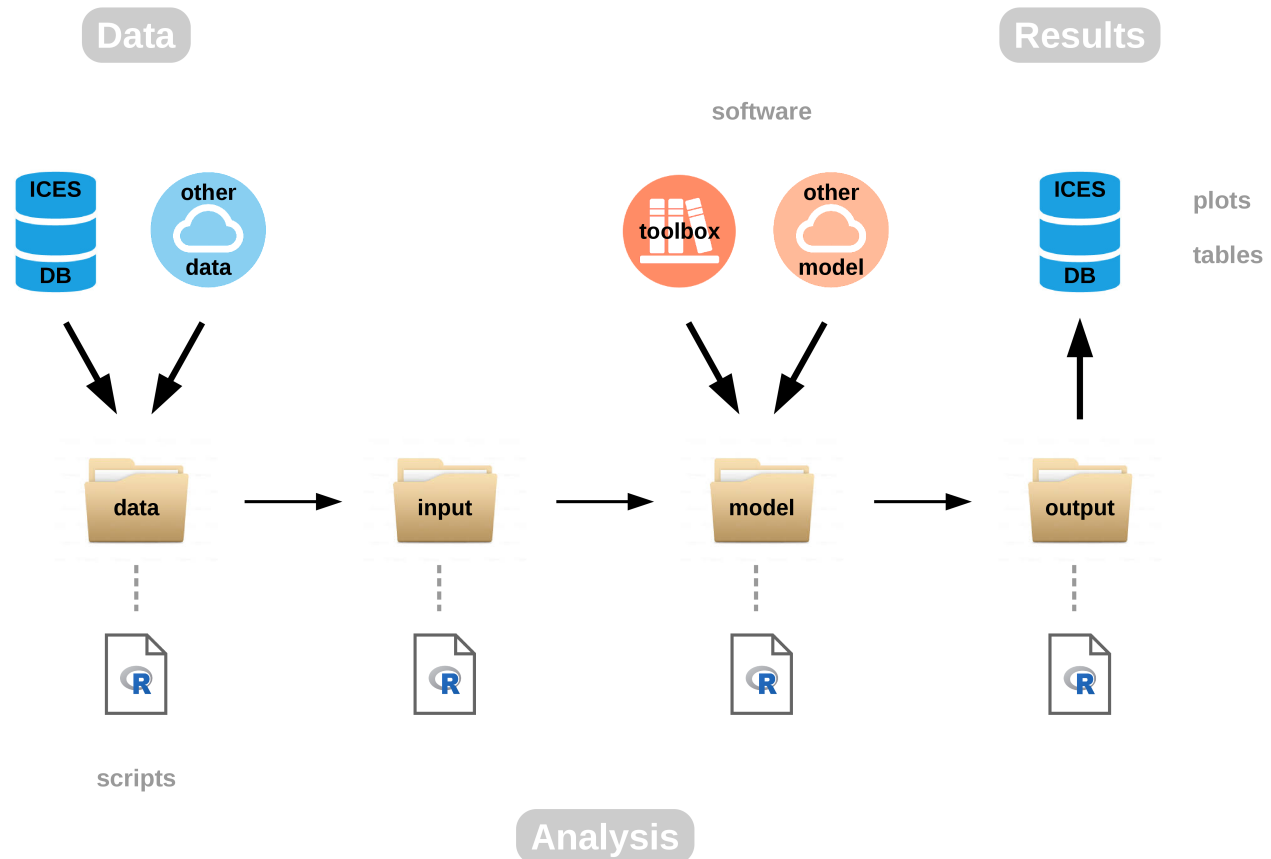 Data
Results
software
ICES
DB
other
data
toolbox
other
model
ICES
DB
plots
tables
data
input
model
output
R
R
R
R
scripts
Analysis